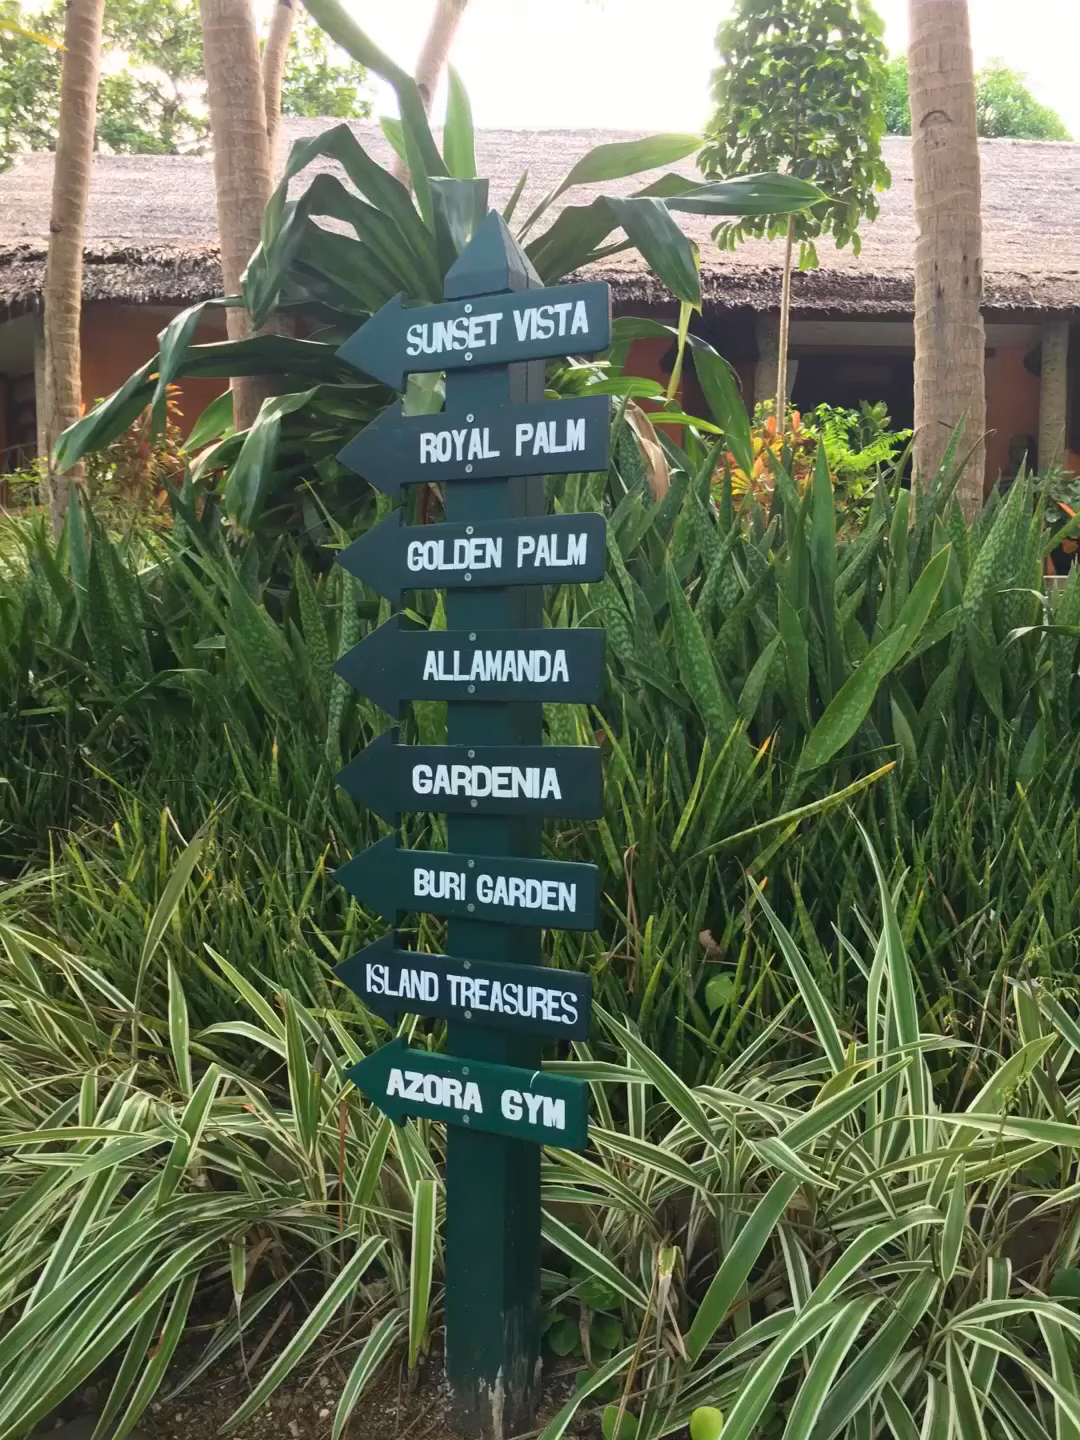 SUNSET VISTA
ROYAL PALM
GOLDEN PALM
ALLAMANDA
GARDENIA
BURI GARDEN
ISLAND TREASURES
AZORA GYM